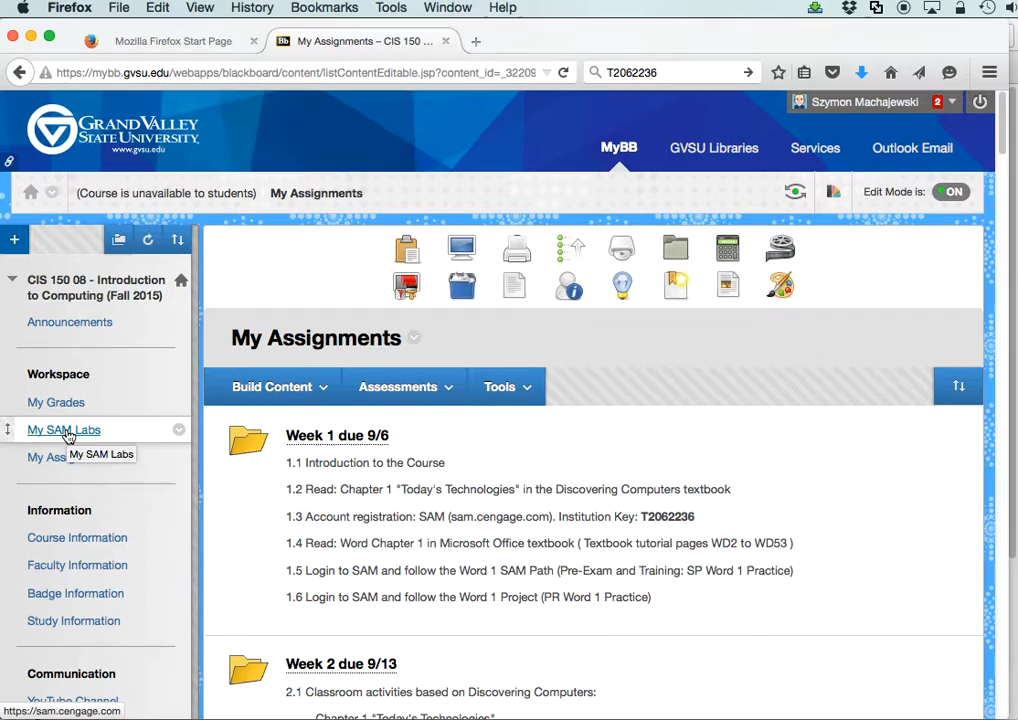 Firefox File Edit View History Bookmarks Tools Window Help
Mozilla Firefox Start Page
Bb My Assignments – CIS 150 ...
https://mybb.gvsu.edu/webapps/blackboard/content/listContentEditable.jsp?content_id=_32209
T2062236
GRAND VALLEY
STATE UNIVERSITY
www.gvsu.edu
Szymon Machajewski 2
MyBB GVSU Libraries Services Outlook Email
(Course is unavailable to students) My Assignments
Edit Mode is: ON
CIS 150 08 - Introduction
to Computing (Fall 2015)
Announcements
Workspace
My Grades
My SAM Labs
My SAM Labs
My Ass
Information
Course Information
Faculty Information
Badge Information
Study Information
Communication
YouTube Channel
https://sam.cengage.com
My Assignments
Build Content Assessments Tools
Week 1 due 9/6
1.1 Introduction to the Course
1.2 Read: Chapter 1 "Today's Technologies" in the Discovering Computers textbook
1.3 Account registration: SAM (sam.cengage.com). Institution Key: T2062236
1.4 Read: Word Chapter 1 in Microsoft Office textbook ( Textbook tutorial pages WD2 to WD53 )
1.5 Login to SAM and follow the Word 1 SAM Path (Pre-Exam and Training: SP Word 1 Practice)
1.6 Login to SAM and follow the Word 1 Project (PR Word 1 Practice)
Week 2 due 9/13
2.1 Classroom activities based on Discovering Computers:
Chapter 1 "Today's Technologies"